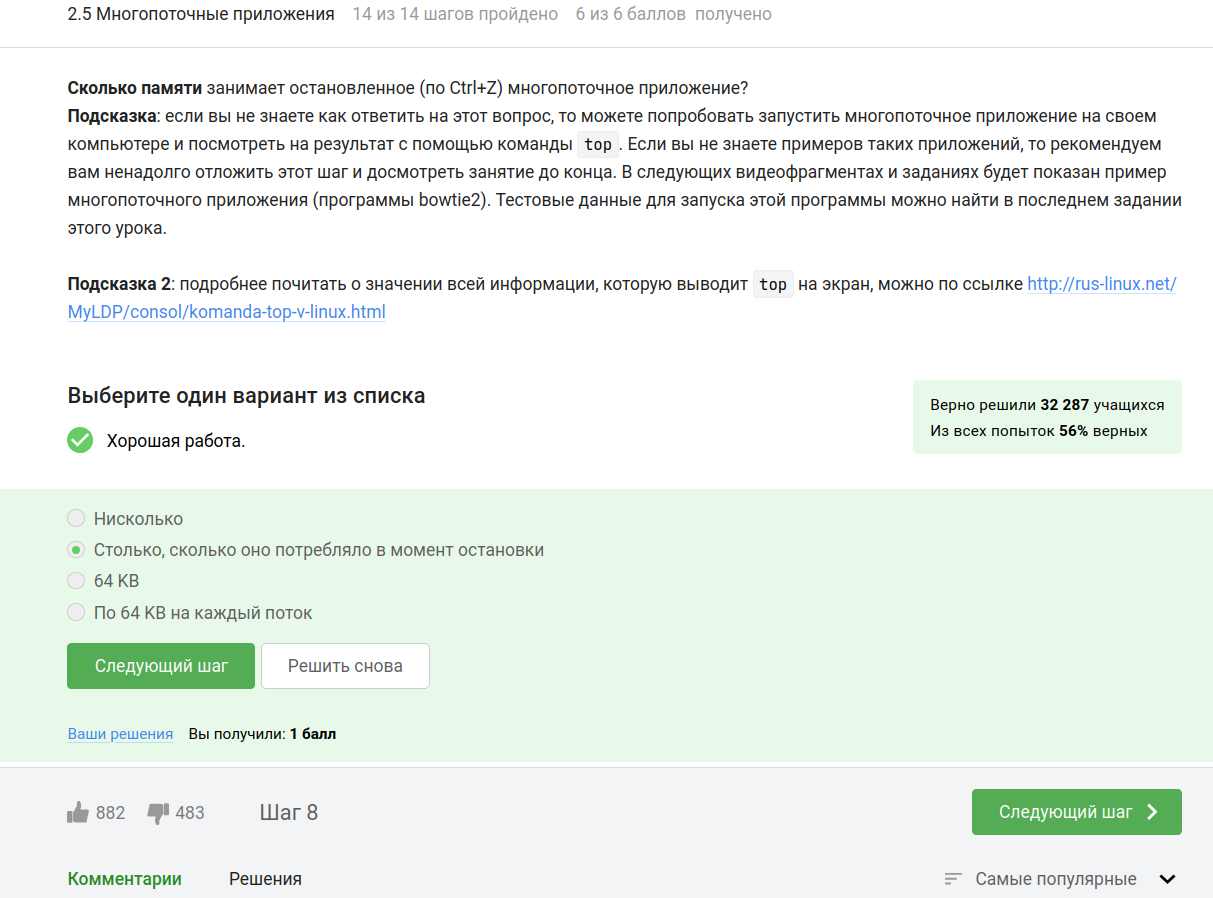 2.5 Многопоточные приложения 14 из 14 шагов пройдено 6 из 6 баллов получено
Сколько памяти занимает остановленное (по Ctrl+Z) многопоточное приложение?
Подсказка: если вы не знаете как ответить на этот вопрос, то можете попробовать запустить многопоточное приложение на своем
компьютере и посмотреть на результат с помощью команды top. Если вы не знаете примеров таких приложений, то рекомендуем
вам ненадолго отложить этот шаг и досмотреть занятие до конца. В следующих видеофрагментах и заданиях будет показан пример
многопоточного приложения (программы bowtie2). Тестовые данные для запуска этой программы можно найти в последнем задании
этого урока.
Подсказка 2: подробнее почитать о значении всей информации, которую выводит top на экран, можно по ссылке http://rus-linux.net/
MyLDP/consol/komanda-top-v-linux.html
Выберите один вариант из списка
Верно решили 32 287 учащихся
Из всех попыток 56% верных
Хорошая работа.
Нисколько
Столько, сколько оно потребляло в момент остановки
64 KB
По 64 KB на каждый поток
Следующий шаг Решить снова
Ваши решения Вы получили: 1 балл
882 483 Шаг 8 Следующий шаг
Комментарии Решения Самые популярные